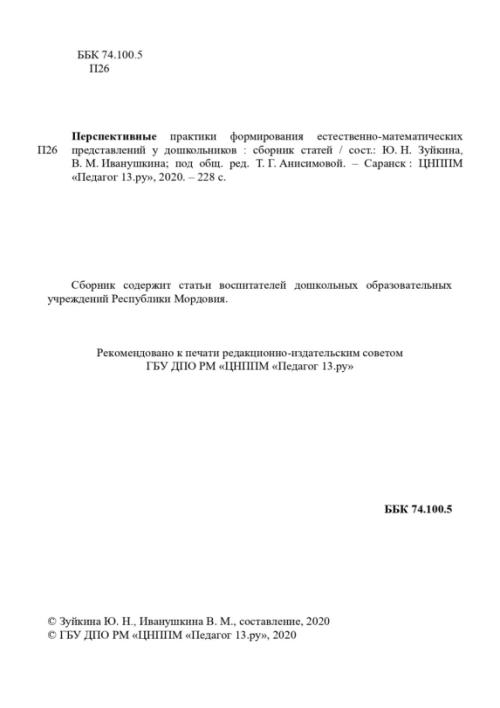 ББК 74.100.5
П26
Перспективные практики формирования естественно-математических
П26 представлений у дошкольников : сборник статей / сост.: Ю. Н. Зуйкина,
В. М. Иванушкина; под общ. ред. Т. Г. Анисимовой. – Саранск : ЦНППМ
«Педагог 13.ру», 2020. – 228 с.
Сборник содержит статьи воспитателей дошкольных образовательных
учреждений Республики Мордовия.
Рекомендовано к печати редакционно-издательским советом
ГБУ ДПО РМ «ЦНППМ «Педагог 13.ру»
ББК 74.100.5
© Зуйкина Ю. Н., Иванушкина В. М., составление, 2020
© ГБУ ДПО РМ «ЦНППМ «Педагог 13.ру», 2020